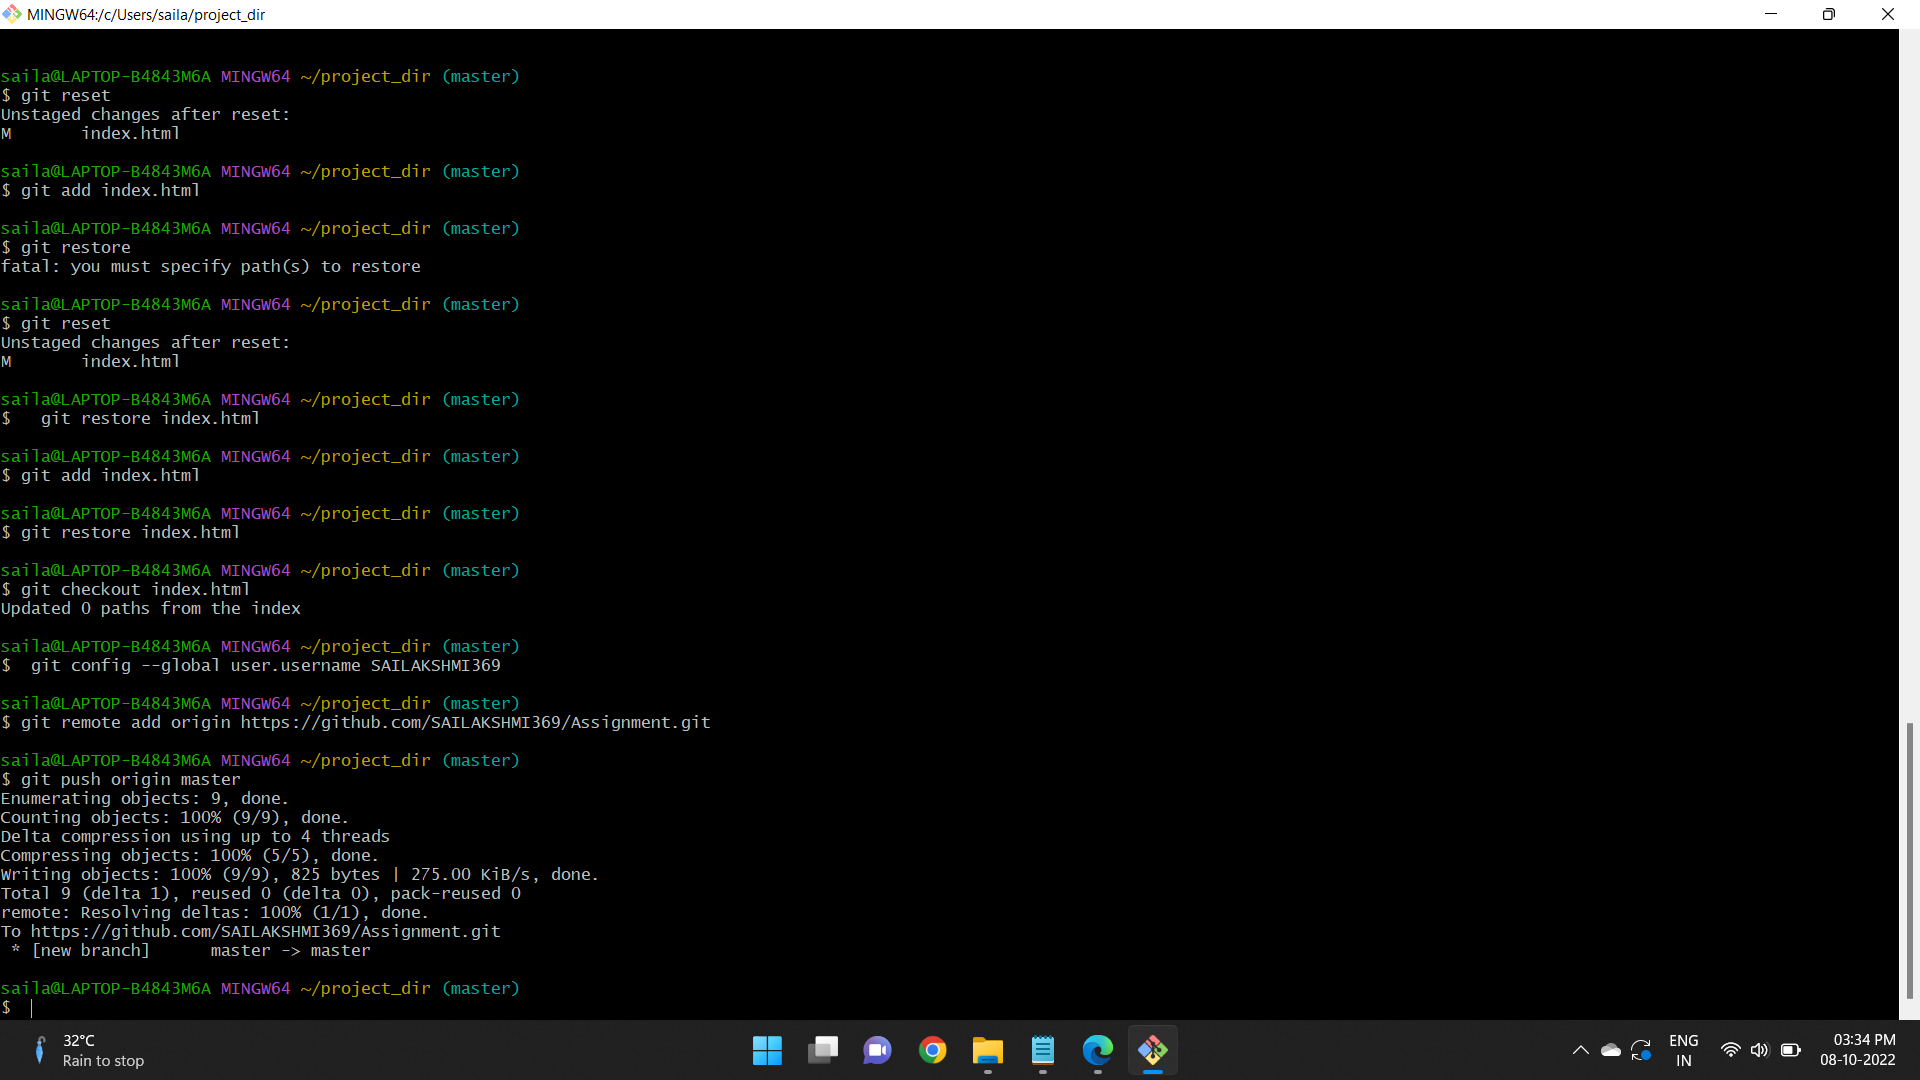 MINGW64:/c/Users/saila/project_dir
saila@LAPTOP-B4843M6A MINGW64 ~/project_dir (master)
$ git reset
Unstaged changes after reset:
M       index.html
saila@LAPTOP-B4843M6A MINGW64 ~/project_dir (master)
$ git add index.html
saila@LAPTOP-B4843M6A MINGW64 ~/project_dir (master)
$ git restore
fatal: you must specify path(s) to restore
saila@LAPTOP-B4843M6A MINGW64 ~/project_dir (master)
$ git reset
Unstaged changes after reset:
M       index.html
saila@LAPTOP-B4843M6A MINGW64 ~/project_dir (master)
$   git restore index.html
saila@LAPTOP-B4843M6A MINGW64 ~/project_dir (master)
$ git add index.html
saila@LAPTOP-B4843M6A MINGW64 ~/project_dir (master)
$ git restore index.html
saila@LAPTOP-B4843M6A MINGW64 ~/project_dir (master)
$ git checkout index.html
Updated 0 paths from the index
saila@LAPTOP-B4843M6A MINGW64 ~/project_dir (master)
$  git config --global user.username SAILAKSHMI369
saila@LAPTOP-B4843M6A MINGW64 ~/project_dir (master)
$ git remote add origin https://github.com/SAILAKSHMI369/Assignment.git
saila@LAPTOP-B4843M6A MINGW64 ~/project_dir (master)
$ git push origin master
Enumerating objects: 9, done.
Counting objects: 100% (9/9), done.
Delta compression using up to 4 threads
Compressing objects: 100% (5/5), done.
Writing objects: 100% (9/9), 825 bytes | 275.00 KiB/s, done.
Total 9 (delta 1), reused 0 (delta 0), pack-reused 0
remote: Resolving deltas: 100% (1/1), done.
To https://github.com/SAILAKSHMI369/Assignment.git
 * [new branch]      master -> master
saila@LAPTOP-B4843M6A MINGW64 ~/project_dir (master)
$
32°C
Rain to stop
ENG
IN
03:34 PM
08-10-2022